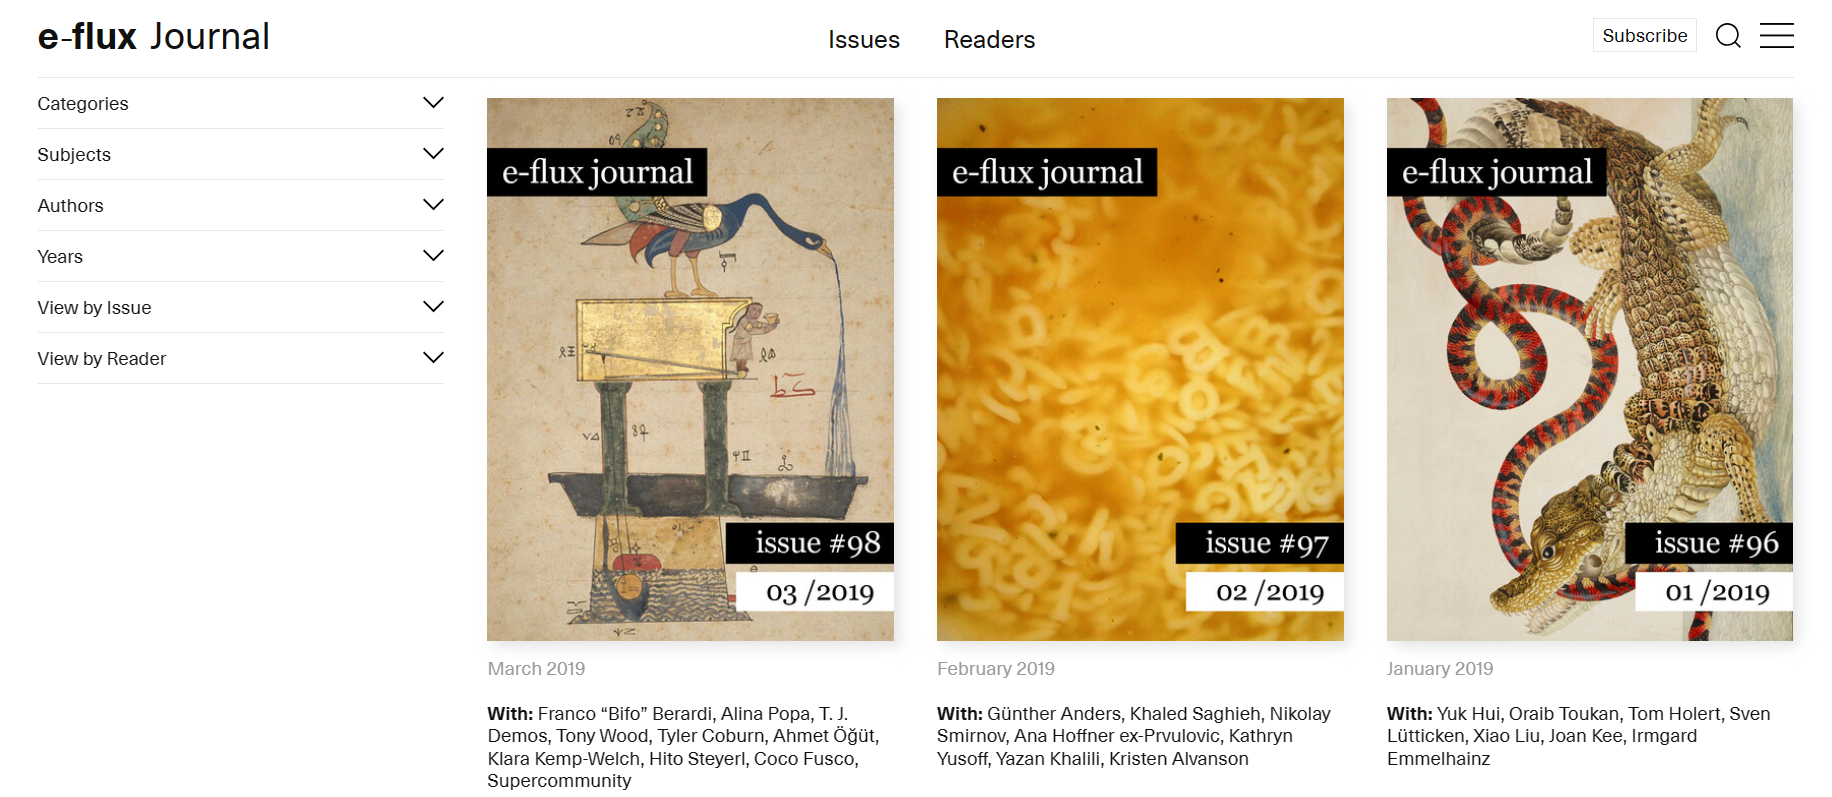 e-flux Journal
Issues
Readers
Subscribe
Categories
Subjects
Authors
Years
View by Issue
View by Reader
e-flux journal
issue #98
03 /2019
March 2019
With: Franco “Bifo” Berardi, Alina Popa, T. J.
Demos, Tony Wood, Tyler Coburn, Ahmet Öğüt,
Klara Kemp-Welch, Hito Steyerl, Coco Fusco,
Supercommunity
e-flux journal
issue #97
02 /2019
February 2019
With: Günther Anders, Khaled Saghieh, Nikolay
Smirnov, Ana Hoffner ex-Prvulovic, Kathryn
Yusoff, Yazan Khalili, Kristen Alvanson
e-flux journal
issue #96
01 /2019
January 2019
With: Yuk Hui, Oraib Toukan, Tom Holert, Sven
Lütticken, Xiao Liu, Joan Kee, Irmgard
Emmelhainz